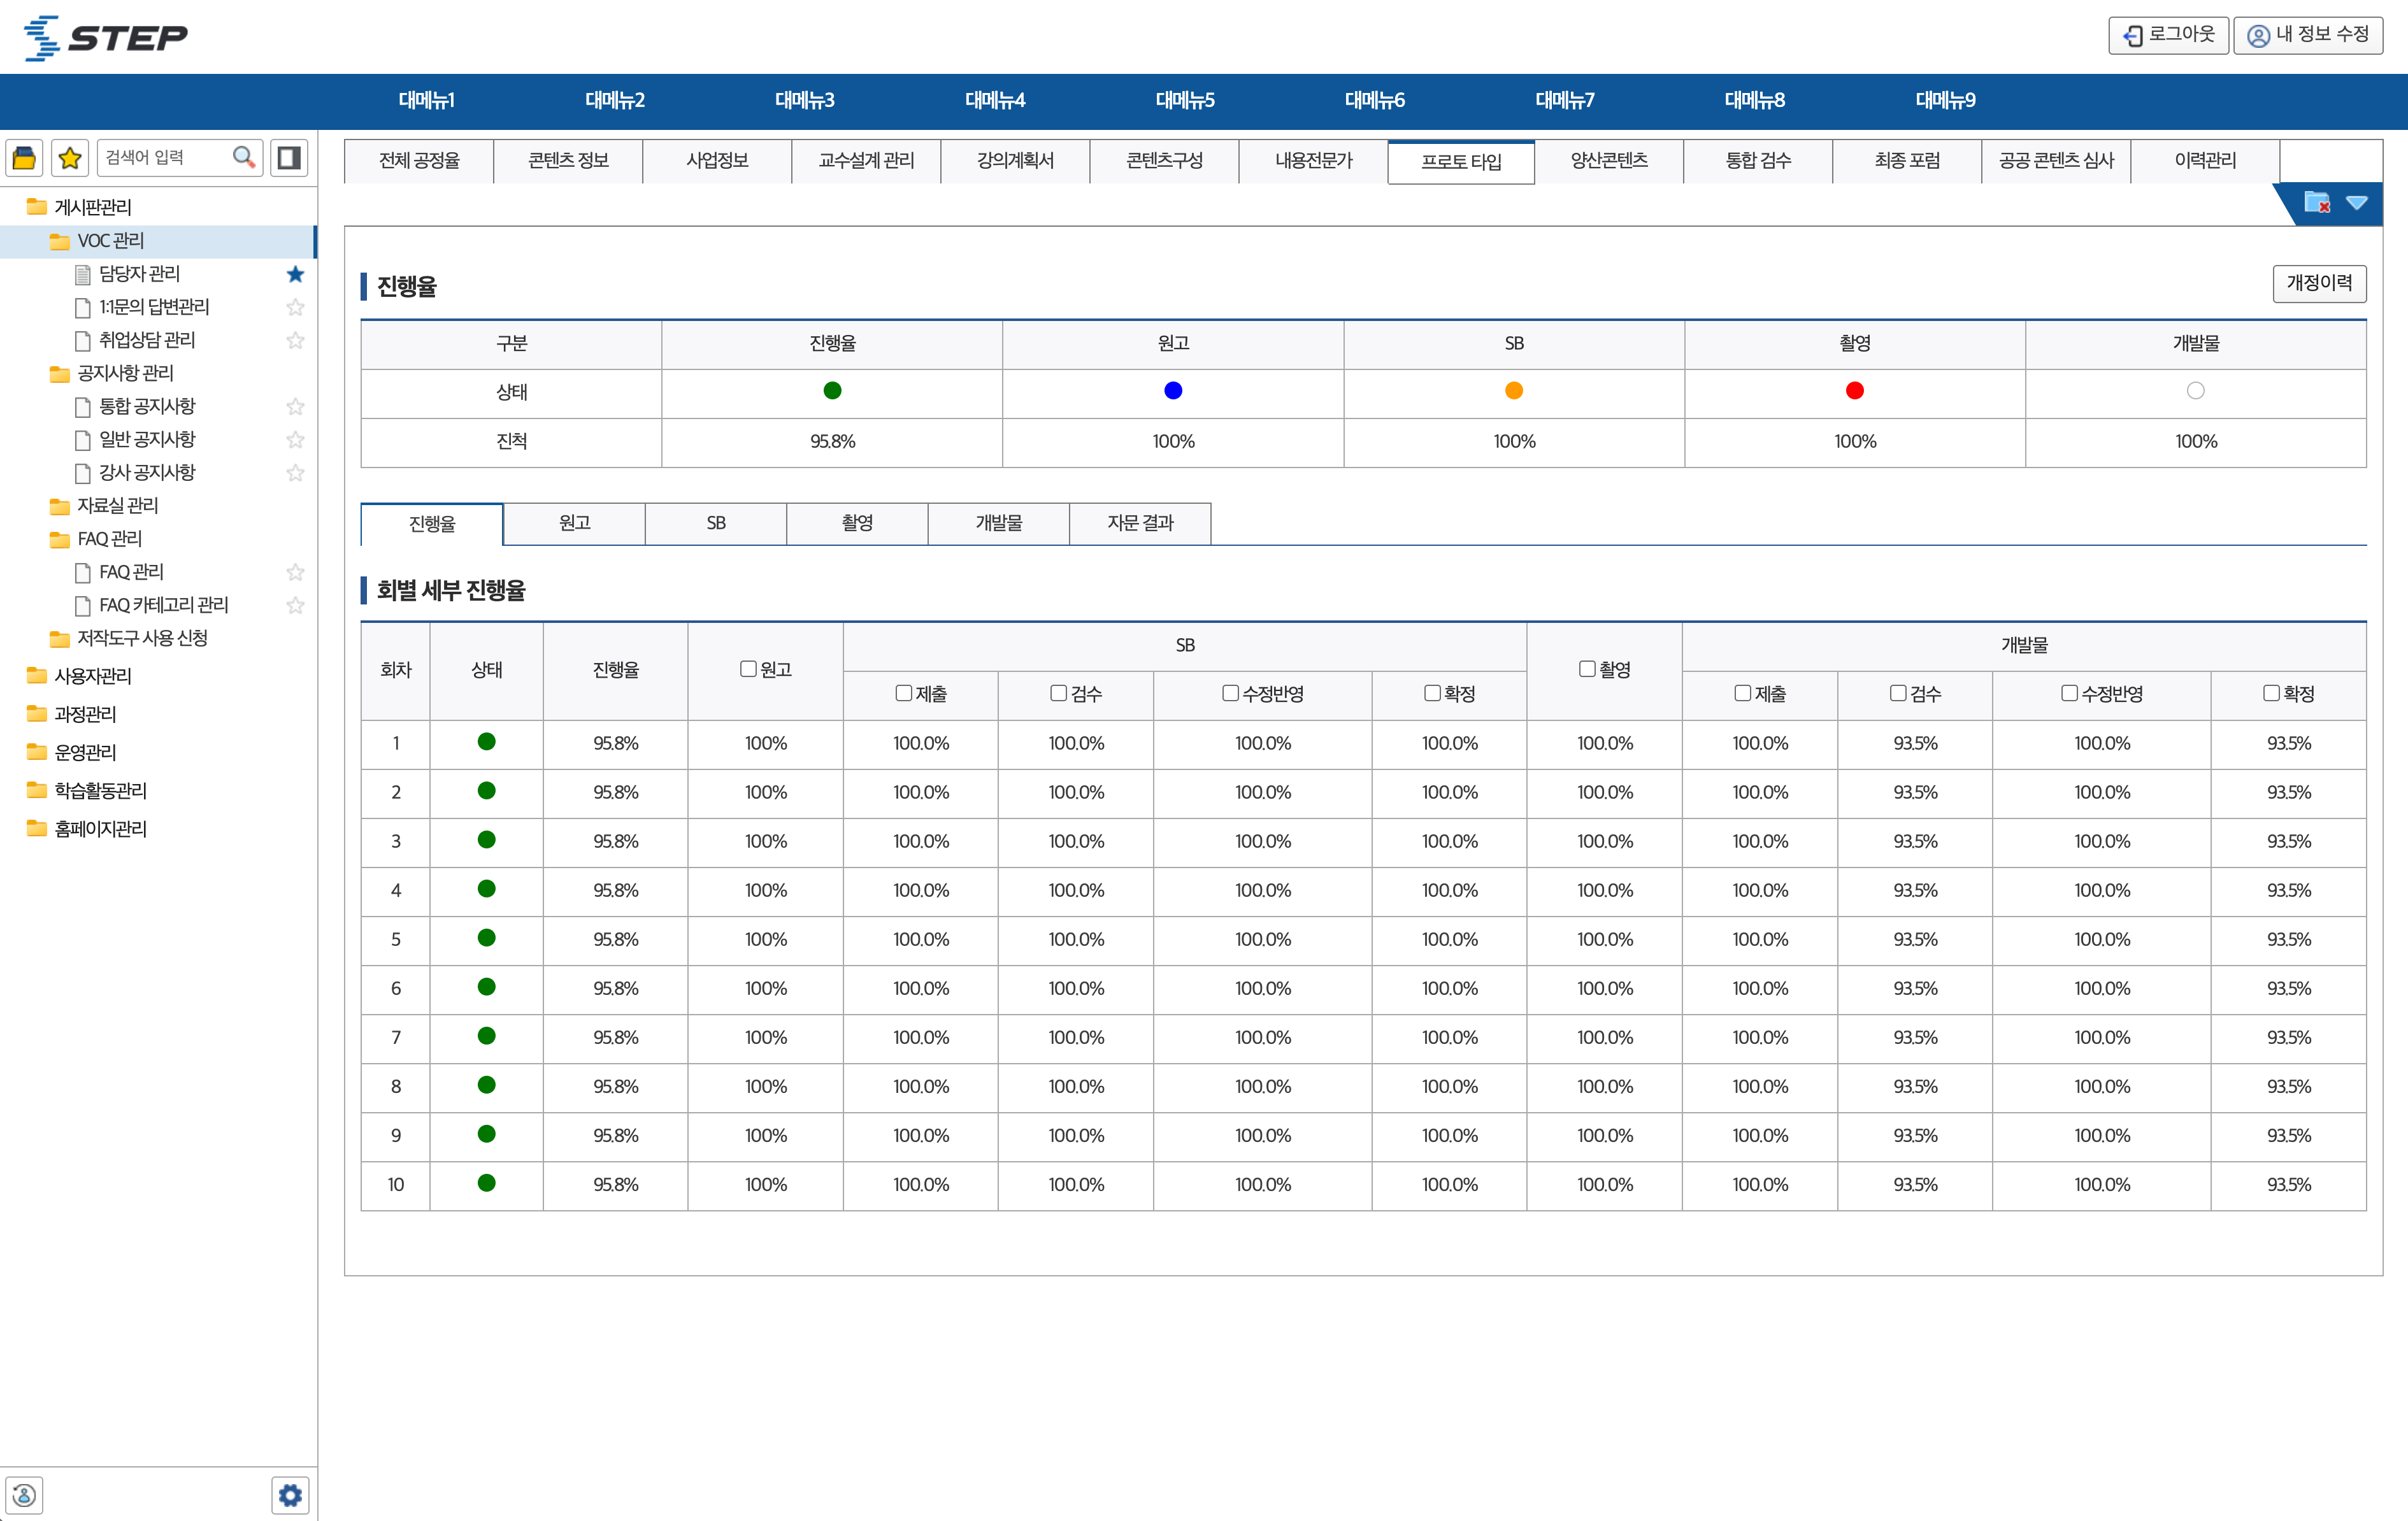 STEP
로그아웃 내 정보 수정
대메뉴1 대메뉴2 대메뉴3 대메뉴4 대메뉴5 대메뉴6 대메뉴7 대메뉴8 대메뉴9
검색어 입력
게시판관리
VOC 관리
담당자 관리
1:1문의 답변관리
취업상담 관리
공지사항 관리
통합 공지사항
일반 공지사항
강사 공지사항
자료실 관리
FAQ 관리
FAQ 관리
FAQ 카테고리 관리
저작도구 사용 신청
사용자관리
과정관리
운영관리
학습활동관리
홈페이지관리
전체 공정율 콘텐츠 정보 사업정보 교수설계 관리 강의계획서 콘텐츠구성 내용전문가 프로토 타입 양산콘텐츠 통합 검수 최종 포럼 공공 콘텐츠 심사 이력관리
진행율 개정이력
구분 진행율 원고 SB 촬영 개발물
상태
진척 95.8% 100% 100% 100% 100%
진행율 원고 SB 촬영 개발물 자문 결과
회별 세부 진행율
회차 상태 진행율 원고 SB 촬영 개발물
제출 검수 수정반영 확정 제출 검수 수정반영 확정
1 95.8% 100% 100.0% 100.0% 100.0% 100.0% 100.0% 100.0% 93.5% 100.0% 93.5%
2 95.8% 100% 100.0% 100.0% 100.0% 100.0% 100.0% 100.0% 93.5% 100.0% 93.5%
3 95.8% 100% 100.0% 100.0% 100.0% 100.0% 100.0% 100.0% 93.5% 100.0% 93.5%
4 95.8% 100% 100.0% 100.0% 100.0% 100.0% 100.0% 100.0% 93.5% 100.0% 93.5%
5 95.8% 100% 100.0% 100.0% 100.0% 100.0% 100.0% 100.0% 93.5% 100.0% 93.5%
6 95.8% 100% 100.0% 100.0% 100.0% 100.0% 100.0% 100.0% 93.5% 100.0% 93.5%
7 95.8% 100% 100.0% 100.0% 100.0% 100.0% 100.0% 100.0% 93.5% 100.0% 93.5%
8 95.8% 100% 100.0% 100.0% 100.0% 100.0% 100.0% 100.0% 93.5% 100.0% 93.5%
9 95.8% 100% 100.0% 100.0% 100.0% 100.0% 100.0% 100.0% 93.5% 100.0% 93.5%
10 95.8% 100% 100.0% 100.0% 100.0% 100.0% 100.0% 100.0% 93.5% 100.0% 93.5%